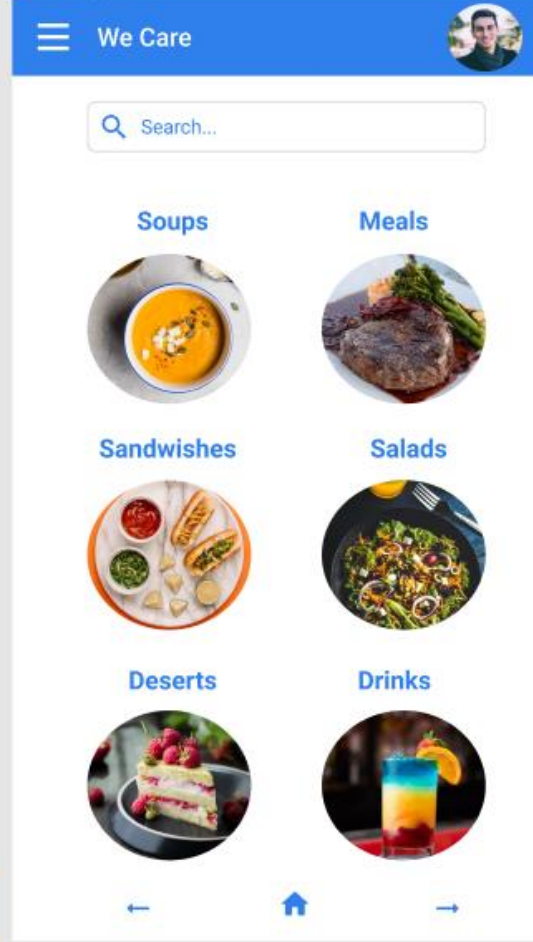 We Care
Search...
Soups Meals
Sandwishes Salads
Deserts Drinks